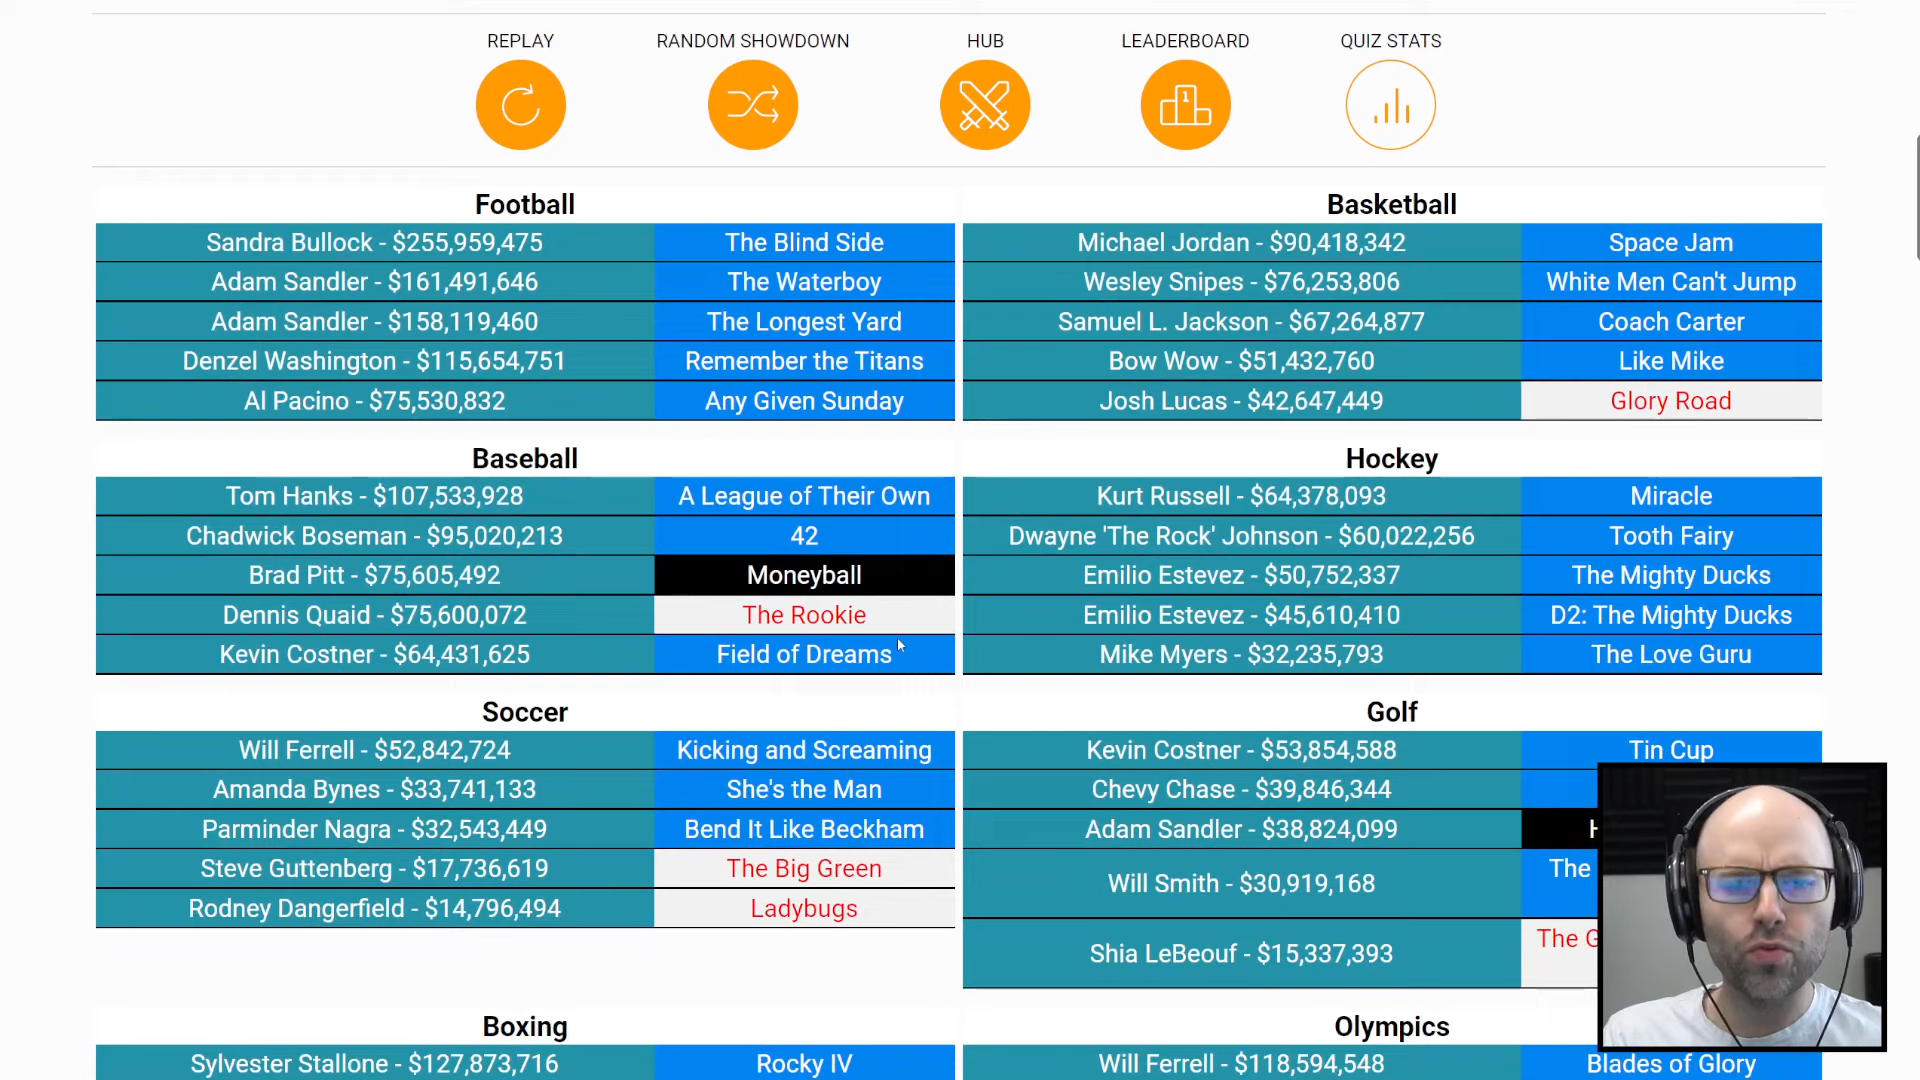 REPLAY RANDOM SHOWDOWN HUB LEADERBOARD QUIZ STATS
1
Football
Sandra Bullock - $255,959,475 The Blind Side
Adam Sandler - $161,491,646 The Waterboy
Adam Sandler - $158,119,460 The Longest Yard
Denzel Washington - $115,654,751 Remember the Titans
Al Pacino - $75,530,832 Any Given Sunday
Basketball
Michael Jordan - $90,418,342 Space Jam
Wesley Snipes - $76,253,806 White Men Can't Jump
Samuel L. Jackson - $67,264,877 Coach Carter
Bow Wow - $51,432,760 Like Mike
Josh Lucas - $42,647,449 Glory Road
Baseball
Tom Hanks - $107,533,928 A League of Their Own
Chadwick Boseman - $95,020,213 42
Brad Pitt - $75,605,492 Moneyball
Dennis Quaid - $75,600,072 The Rookie
Kevin Costner - $64,431,625 Field of Dreams
Hockey
Kurt Russell - $64,378,093 Miracle
Dwayne 'The Rock' Johnson - $60,022,256 Tooth Fairy
Emilio Estevez - $50,752,337 The Mighty Ducks
Emilio Estevez - $45,610,410 D2: The Mighty Ducks
Mike Myers - $32,235,793 The Love Guru
Soccer
Will Ferrell - $52,842,724 Kicking and Screaming
Amanda Bynes - $33,741,133 She's the Man
Parminder Nagra - $32,543,449 Bend It Like Beckham
Steve Guttenberg - $17,736,619 The Big Green
Rodney Dangerfield - $14,796,494 Ladybugs
Golf
Kevin Costner - $53,854,588 Tin Cup
Chevy Chase - $39,846,344
Adam Sandler - $38,824,099
Will Smith - $30,919,168 The
Shia LeBeouf - $15,337,393 The G
Boxing
Sylvester Stallone - $127,873,716 Rocky IV
Olympics
Will Ferrell - $118,594,548 Blades of Glory